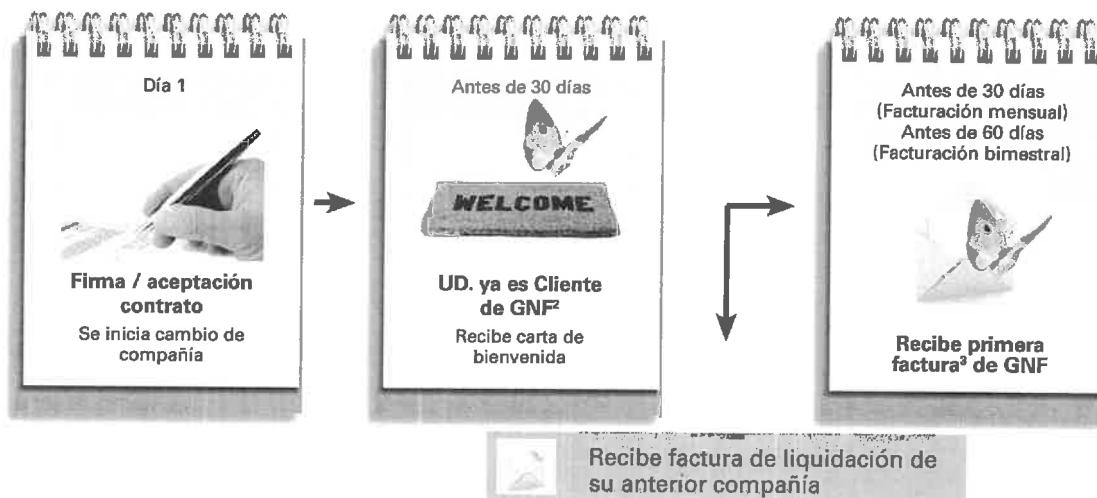 Día 1
Firma / aceptación
contrato
Se inicia cambio de
compañía
Antes de 30 días
WELCOME
UD. ya es Cliente
de GNF²
Recibe carta de
bienvenida
Antes de 30 días
(Facturación mensual)
Antes de 60 días
(Facturación bimestral)
Recibe primera
factura³ de GNF
Recibe factura de liquidación de
su anterior compañía